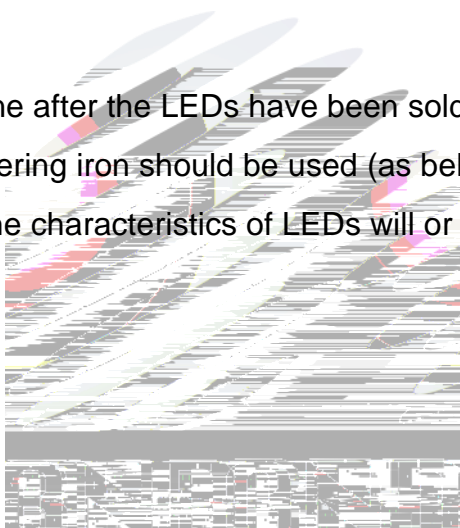 ne after the LEDs have been sold
ering iron should be used (as bel
ne characteristics of LEDs will or